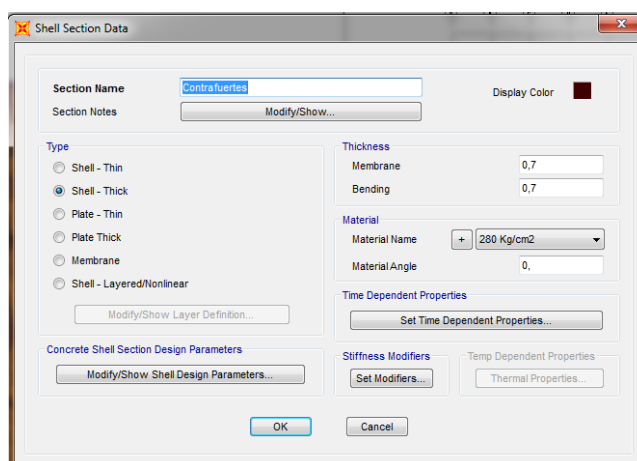 Shell Section Data
Section Name
Contrafuertes
Display Color
Section Notes
Modify/Show...
Type
Shell - Thin
Shell - Thick
Plate - Thin
Plate Thick
Membrane
Shell - Layered/Nonlinear
Modify/Show Layer Definition...
Thickness
Membrane
0,7
Bending
0,7
Material
Material Name
+
280 Kg/cm2
Material Angle
0,
Time Dependent Properties
Set Time Dependent Properties...
Concrete Shell Section Design Parameters
Modify/Show Shell Design Parameters...
Stiffness Modifiers
Set Modifiers...
Temp Dependent Properties
Thermal Properties...
OK
Cancel